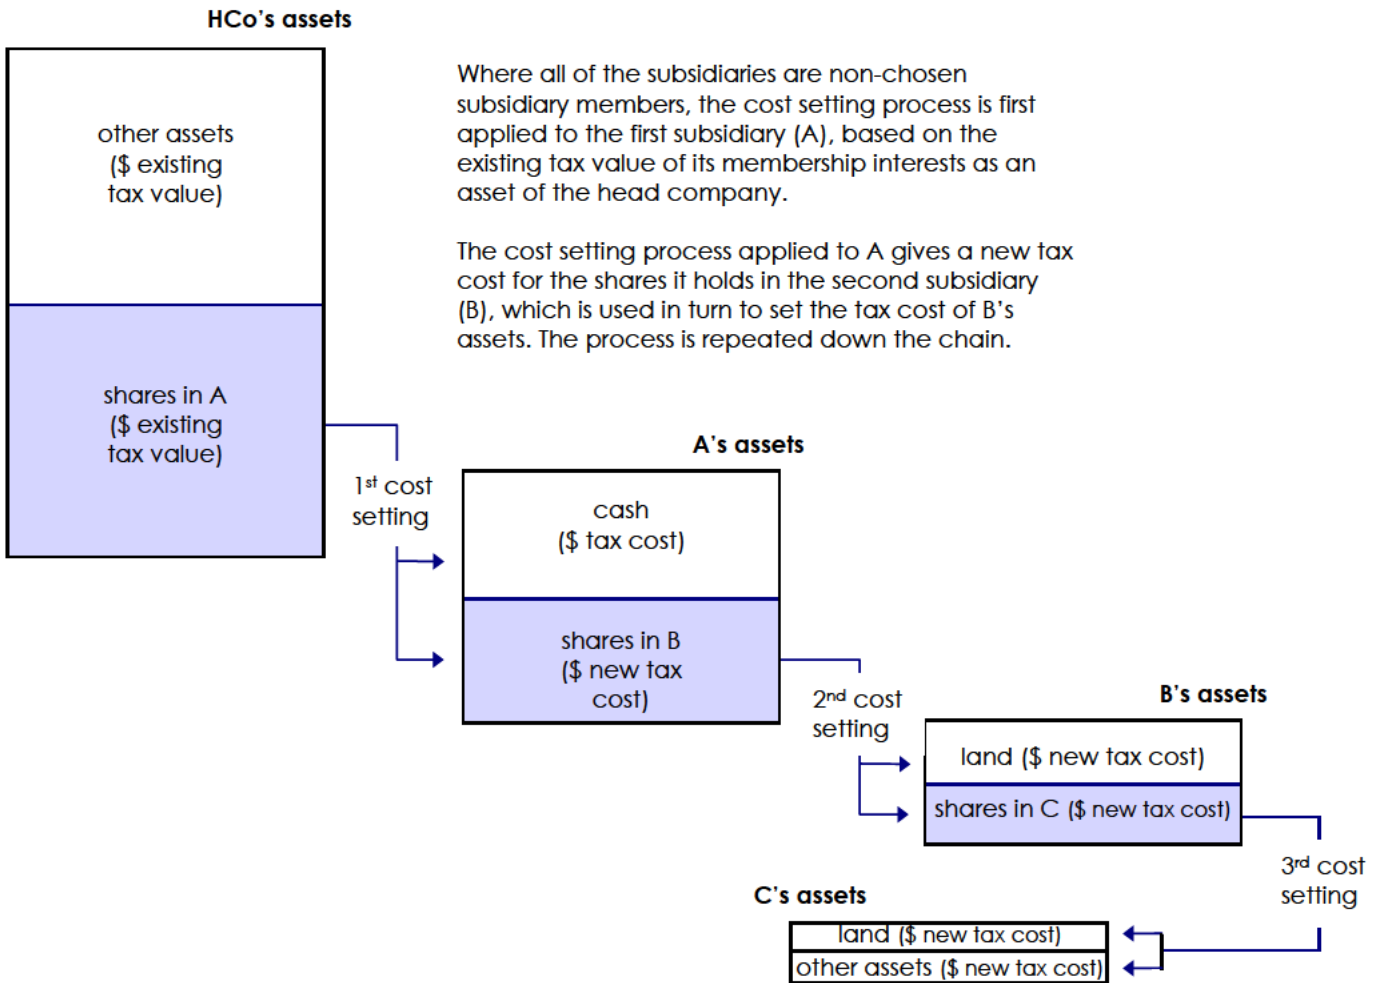 HCo's assets
other assets
($ existing
tax value)
Where all of the subsidiaries are non-chosen
subsidiary members, the cost setting process is first
applied to the first subsidiary (A), based on the
existing tax value of its membership interests as an
asset of the head company.
The cost setting process applied to A gives a new tax
cost for the shares it holds in the second subsidiary
(B), which is used in turn to set the tax cost of B's
assets. The process is repeated down the chain.
shares in A
($ existing
tax value)
1st cost
setting
A's assets
cash
($ tax cost)
shares in B
($ new tax
cost)
2nd cost
setting
B's assets
land ($ new tax cost)
shares in C ($ new tax cost)
3rd cost
setting
C's assets
land ($ new tax cost)
other assets ($ new tax cost)